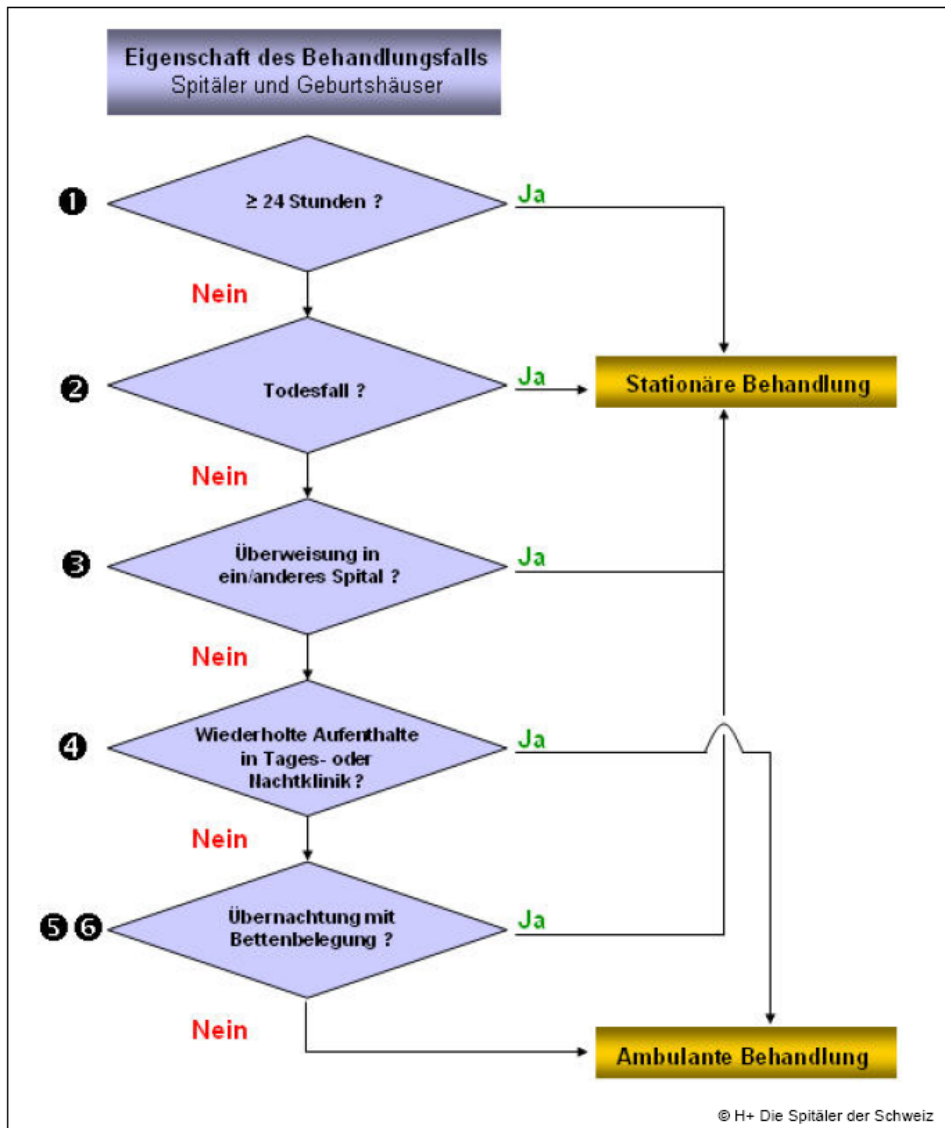 Eigenschaft des Behandlungsfalls
Spitäler und Geburtshäuser
❶
≥ 24 Stunden ?
Ja
Nein
❷
Todesfall ?
Ja
Stationäre Behandlung
Nein
❸
Überweisung in
ein/anderes Spital ?
Ja
Nein
❹
Wiederholte Aufenthalte
in Tages- oder
Nachtklinik ?
Ja
Nein
❺ ❻
Übernachtung mit
Bettenbelegung ?
Ja
Nein
Ambulante Behandlung
© H+ Die Spitäler der Schweiz